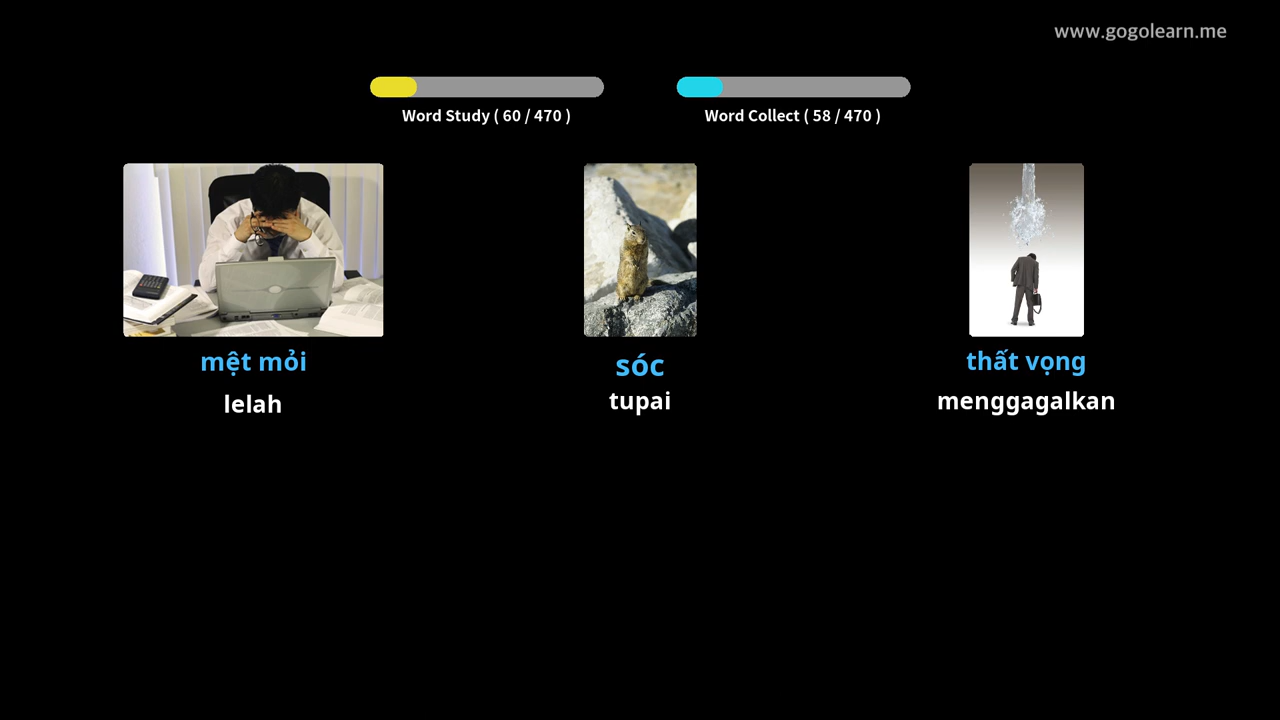 www.gogolearn.me
Word Study ( 60 / 470 )
Word Collect ( 58 / 470 )
mệt mỏi
sóc
thất vọng
lelah
tupai
menggagalkan